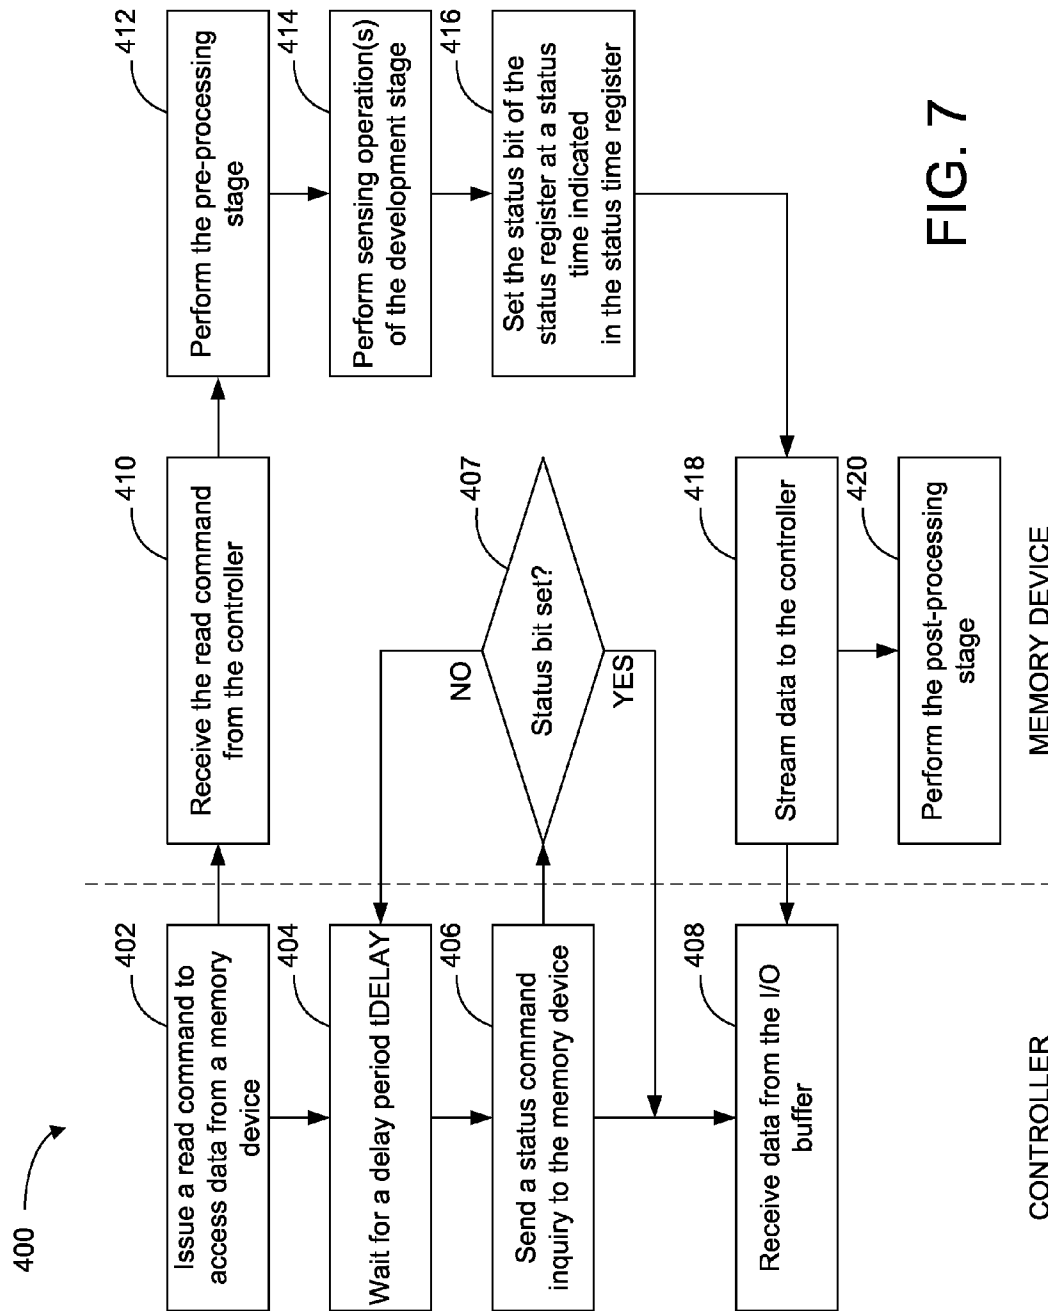 400
402
Issue a read command to
access data from a memory
device
404
Wait for a delay period tDELAY
406
Send a status command
inquiry to the memory device
408
Receive data from the I/O
buffer
CONTROLLER
410
Receive the read command
from the controller
407
Status bit set?
NO
YES
418
Stream data to the controller
420
Perform the post-processing
stage
MEMORY DEVICE
412
Perform the pre-processing
stage
414
Perform sensing operation(s)
of the development stage
416
Set the status bit of the
status register at a status
time indicated
in the status time register
FIG. 7